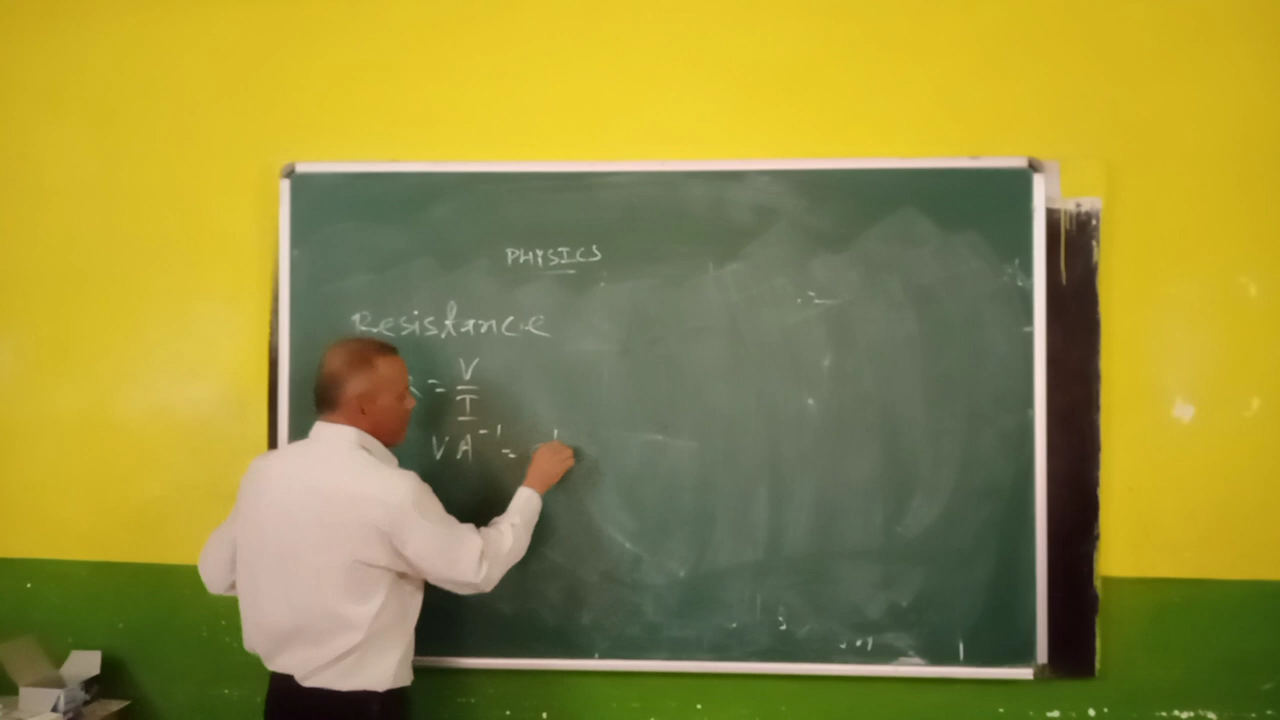 PHYSICS
Resistance
R = V/I
VA⁻¹ =